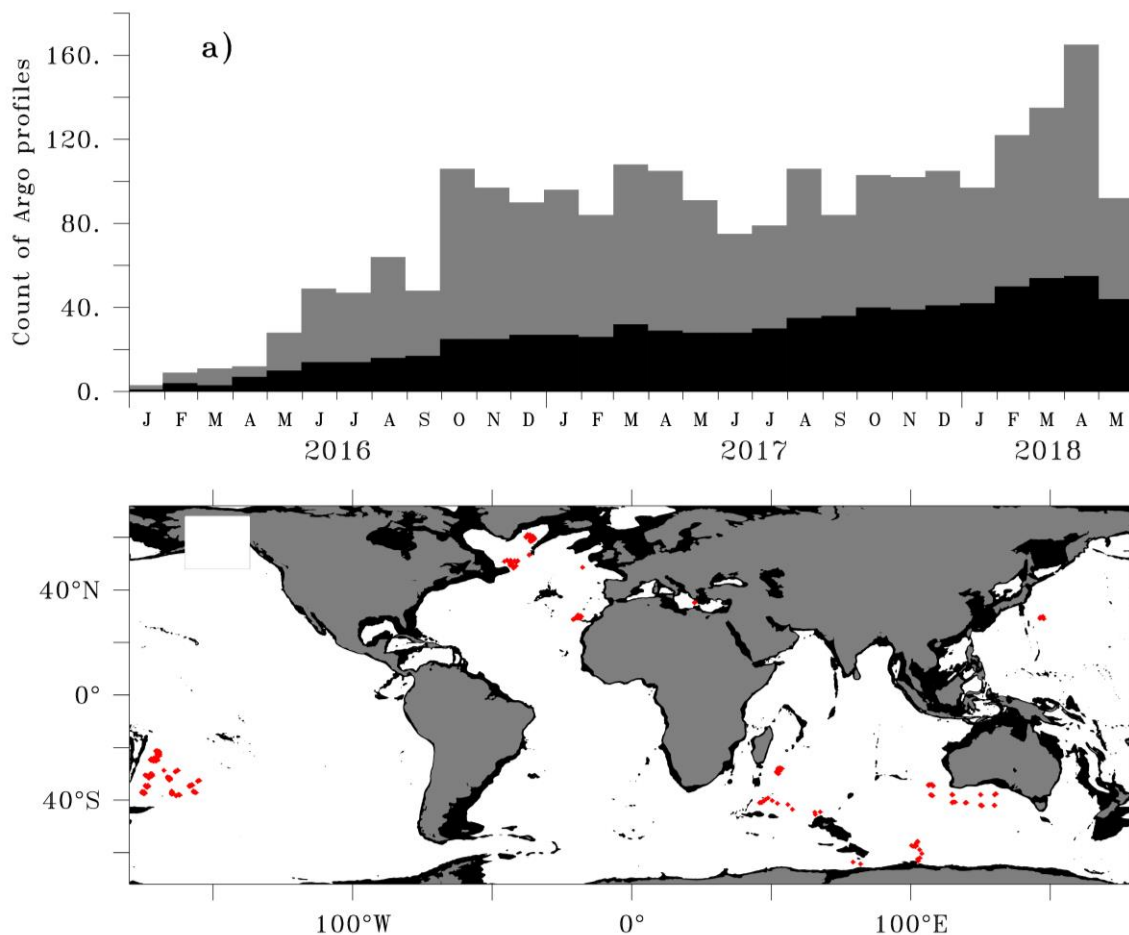 a)
Count of Argo profiles
160.
120.
80.
40.
0.
J F M A M J J A S O N D J F M A M J J A S O N D J F M A M
2016 2017 2018
40°N
0°
40°S
100°W 0° 100°E